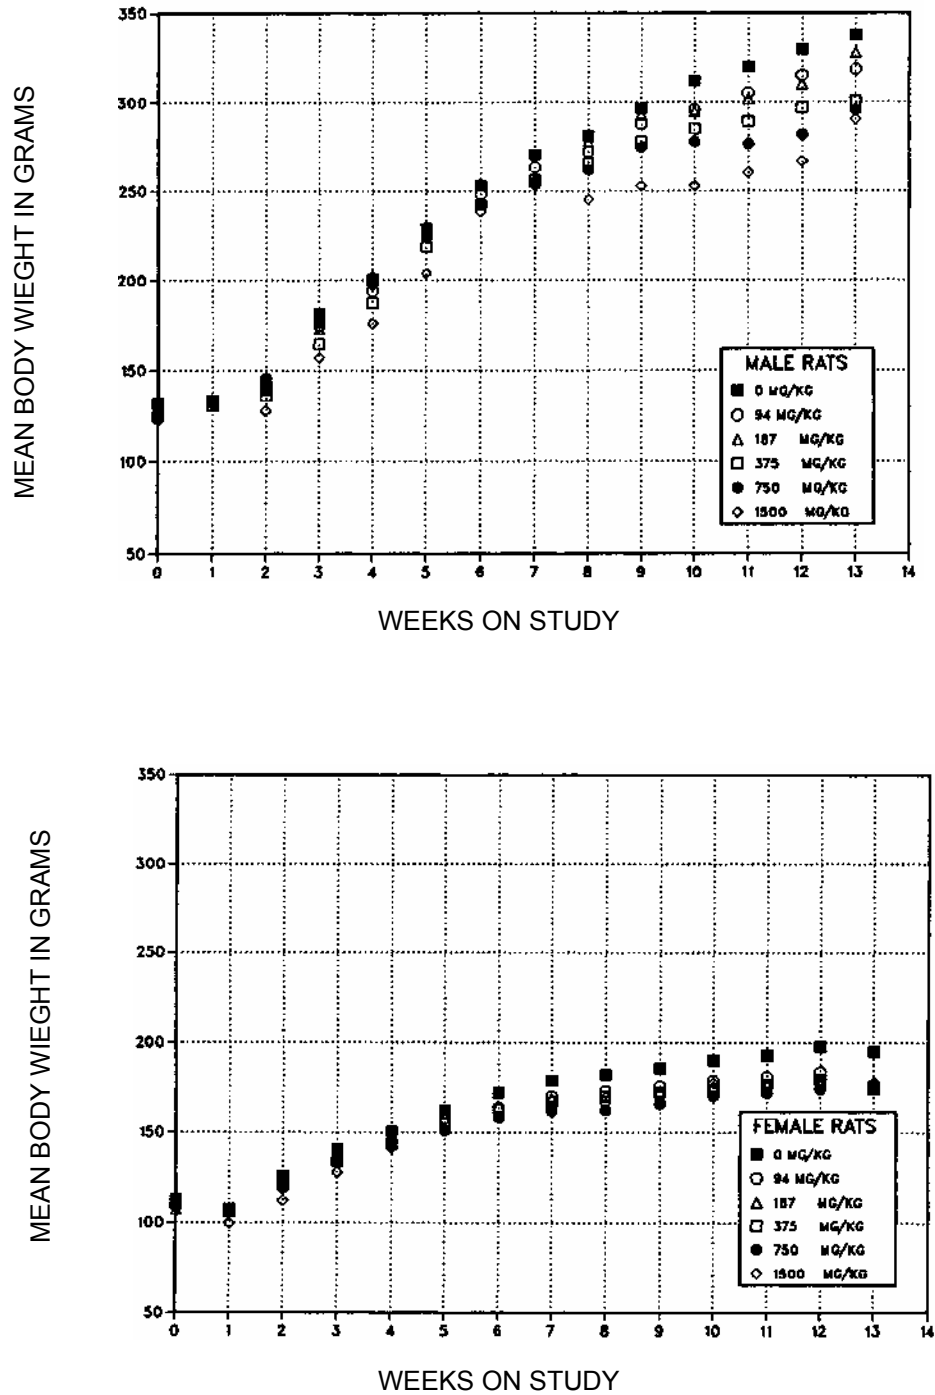 MEAN BODY WIEGHT IN GRAMS
350
300
250
200
150
100
50
0 1 2 3 4 5 6 7 8 9 10 11 12 13 14
MALE RATS
0 MG/KG
94 MG/KG
187 MG/KG
375 MG/KG
750 MG/KG
1500 MG/KG
WEEKS ON STUDY
MEAN BODY WIEGHT IN GRAMS
350
300
250
200
150
100
50
0 1 2 3 4 5 6 7 8 9 10 11 12 13 14
FEMALE RATS
0 MG/KG
94 MG/KG
187 MG/KG
375 MG/KG
750 MG/KG
1500 MG/KG
WEEKS ON STUDY